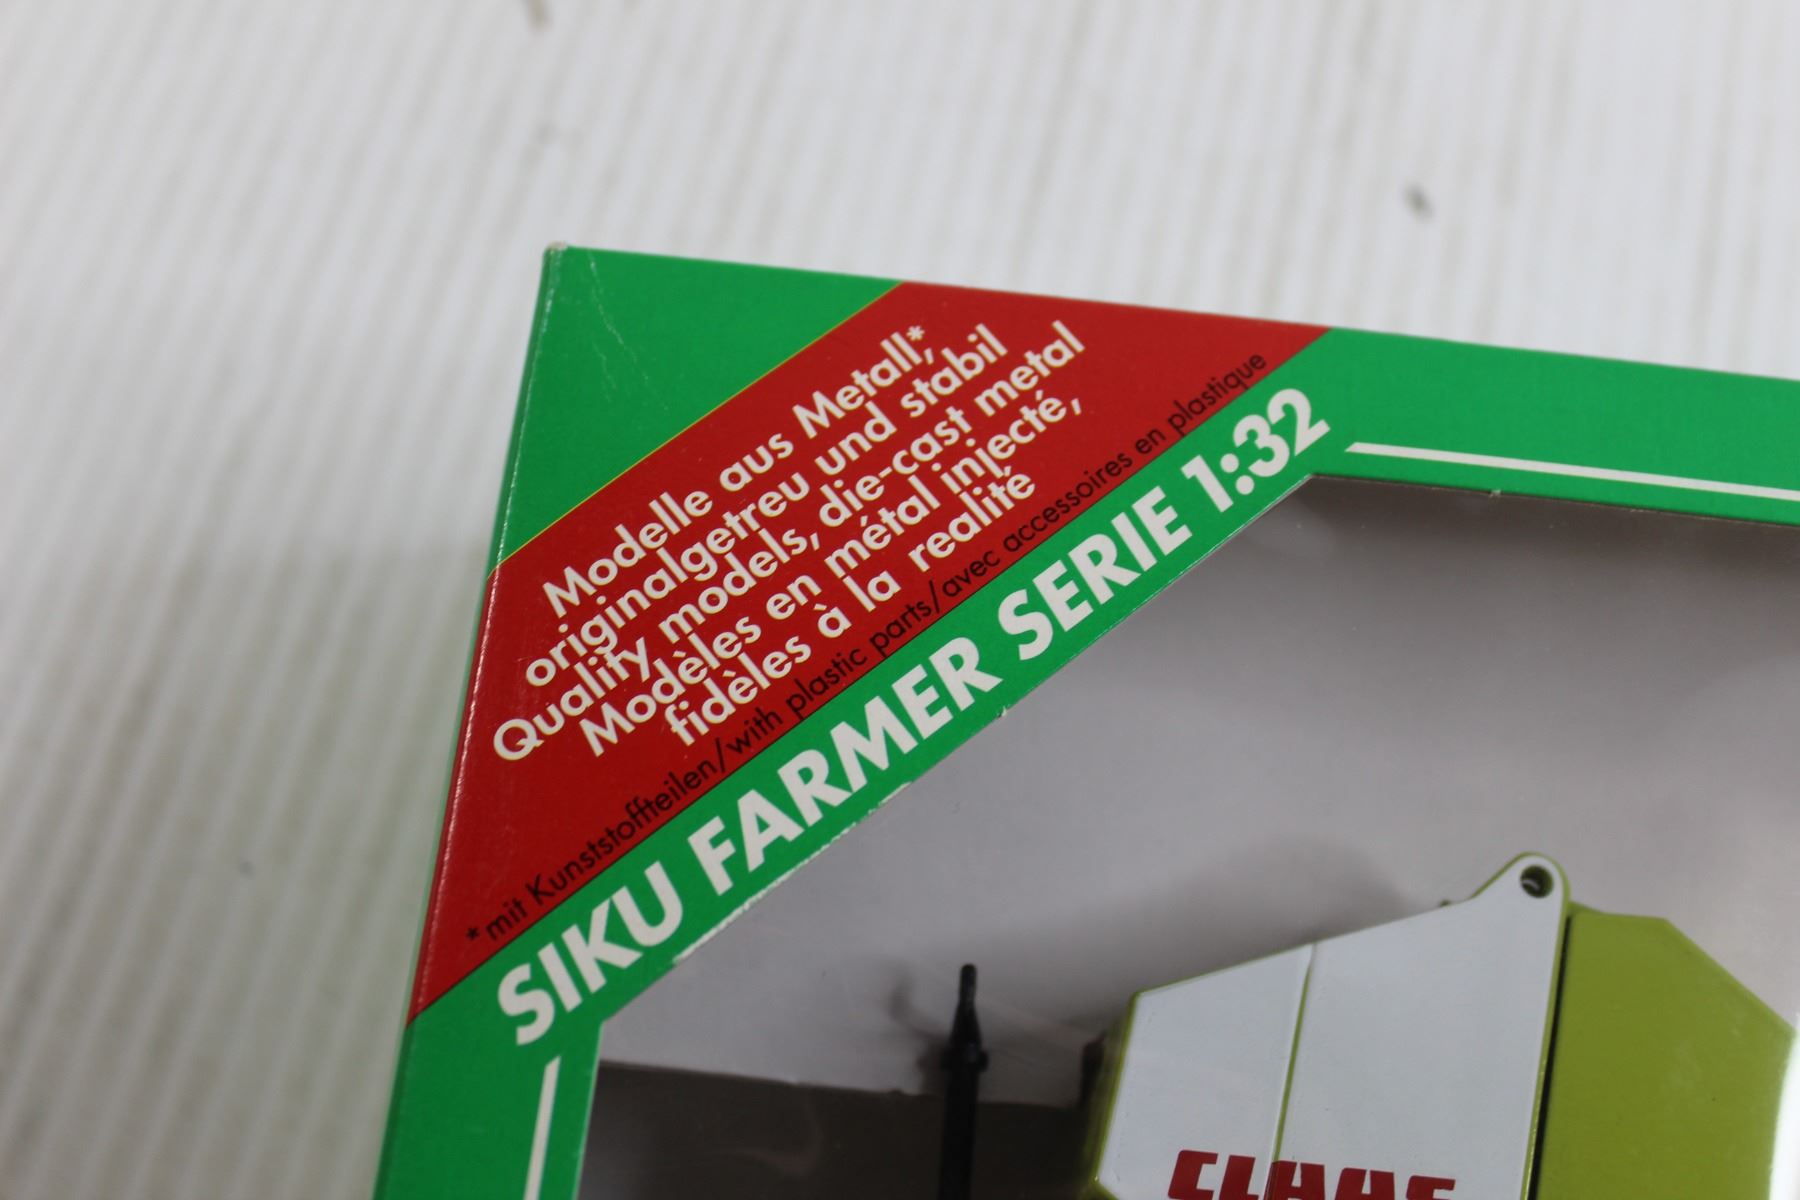 Modelle aus Metall,*
originalgetreu und stabil
Quality models, die-cast metal
Modèles en métal injecté,
fidèles à la realité
*mit Kunststoffteilen/with plastic parts/avec accessoires en plastique
SIKU FARMER SERIE 1:32
CLAAS